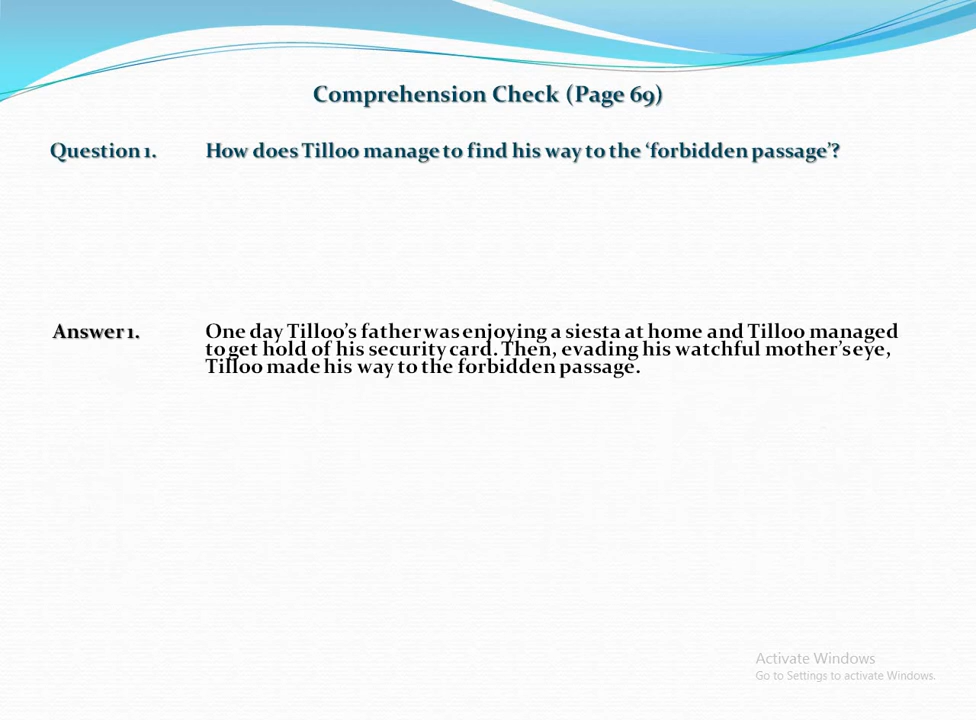 Comprehension Check (Page 69)
Question 1. How does Tilloo manage to find his way to the ‘forbidden passage’?
Answer 1. One day Tilloo’s father was enjoying a siesta at home and Tilloo managed
to get hold of his security card. Then, evading his watchful mother’s eye,
Tilloo made his way to the forbidden passage.
Activate Windows
Go to Settings to activate Windows.